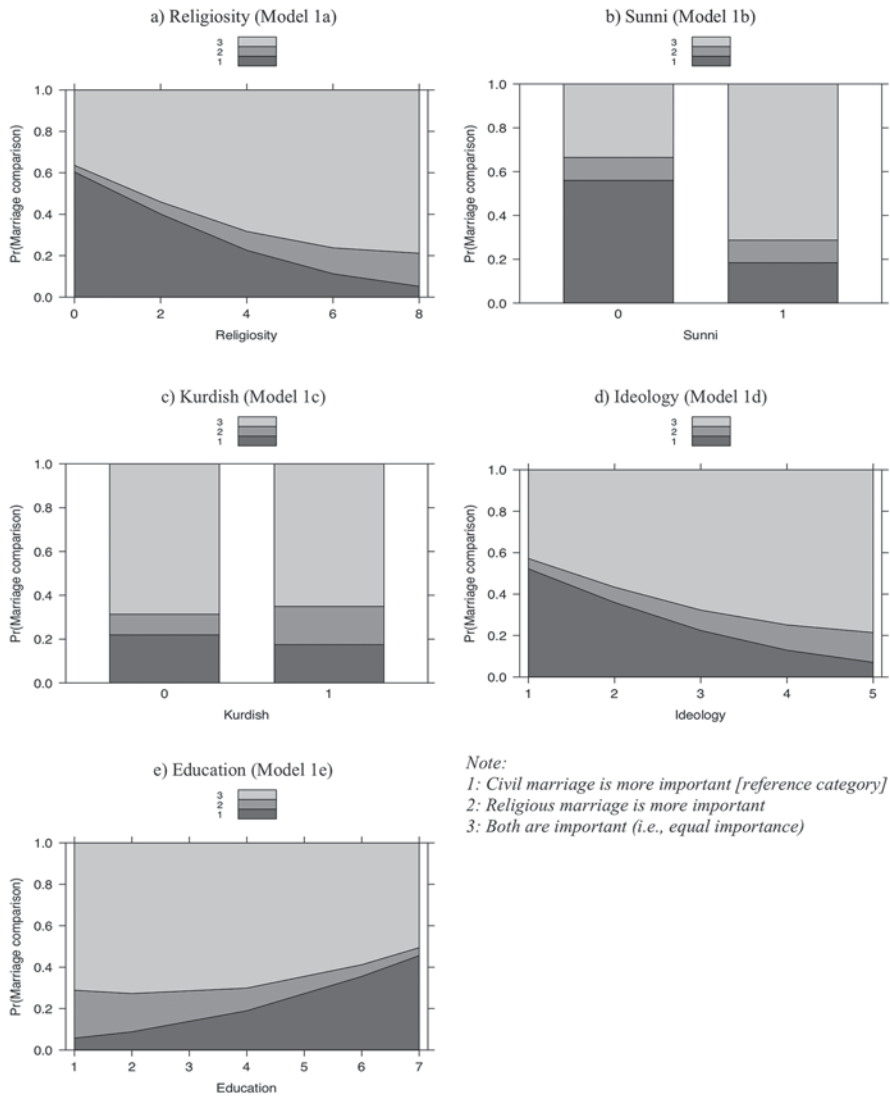 a) Religiosity (Model 1a)
3
2
1
1.0
0.8
0.6
0.4
0.2
0.0
Pr(Marriage comparison)
0 2 4 6 8
Religiosity
b) Sunni (Model 1b)
3
2
1
1.0
0.8
0.6
0.4
0.2
0.0
Pr(Marriage comparison)
0 1
Sunni
c) Kurdish (Model 1c)
3
2
1
1.0
0.8
0.6
0.4
0.2
0.0
Pr(Marriage comparison)
0 1
Kurdish
d) Ideology (Model 1d)
3
2
1
1.0
0.8
0.6
0.4
0.2
0.0
Pr(Marriage comparison)
1 2 3 4 5
Ideology
e) Education (Model 1e)
3
2
1
1.0
0.8
0.6
0.4
0.2
0.0
Pr(Marriage comparison)
1 2 3 4 5 6 7
Education
Note:
1: Civil marriage is more important [reference category]
2: Religious marriage is more important
3: Both are important (i.e., equal importance)